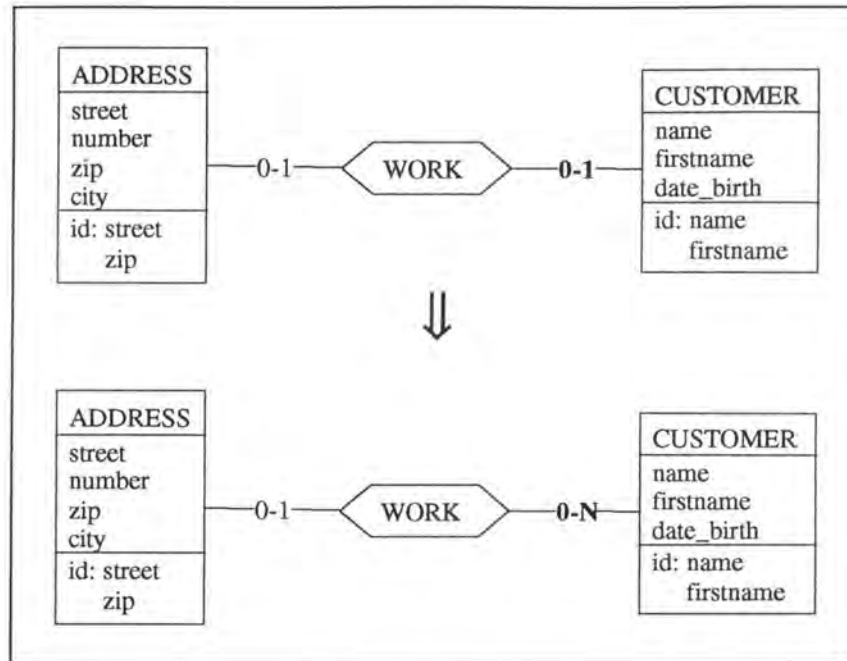 ADDRESS
street
number
zip
city
id: street
zip
0-1
WORK
0-1
CUSTOMER
name
firstname
date_birth
id: name
firstname
ADDRESS
street
number
zip
city
id: street
zip
0-1
WORK
0-N
CUSTOMER
name
firstname
date_birth
id: name
firstname